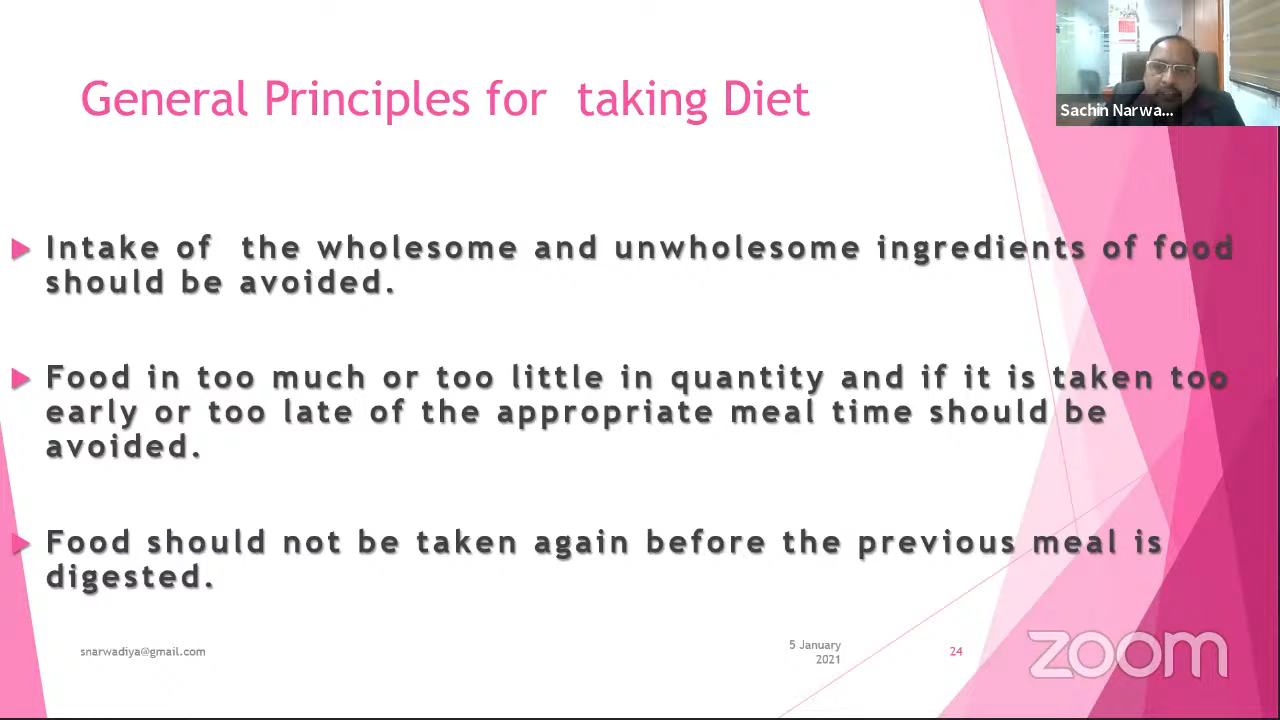 General Principles for taking Diet
Sachin Narwa...
Intake of the wholesome and unwholesome ingredients of food
should be avoided.
Food in too much or too little in quantity and if it is taken too
early or too late of the appropriate meal time should be
avoided.
Food should not be taken again before the previous meal is
digested.
snarwadiya@gmail.com
5 January
2021
24
zoom